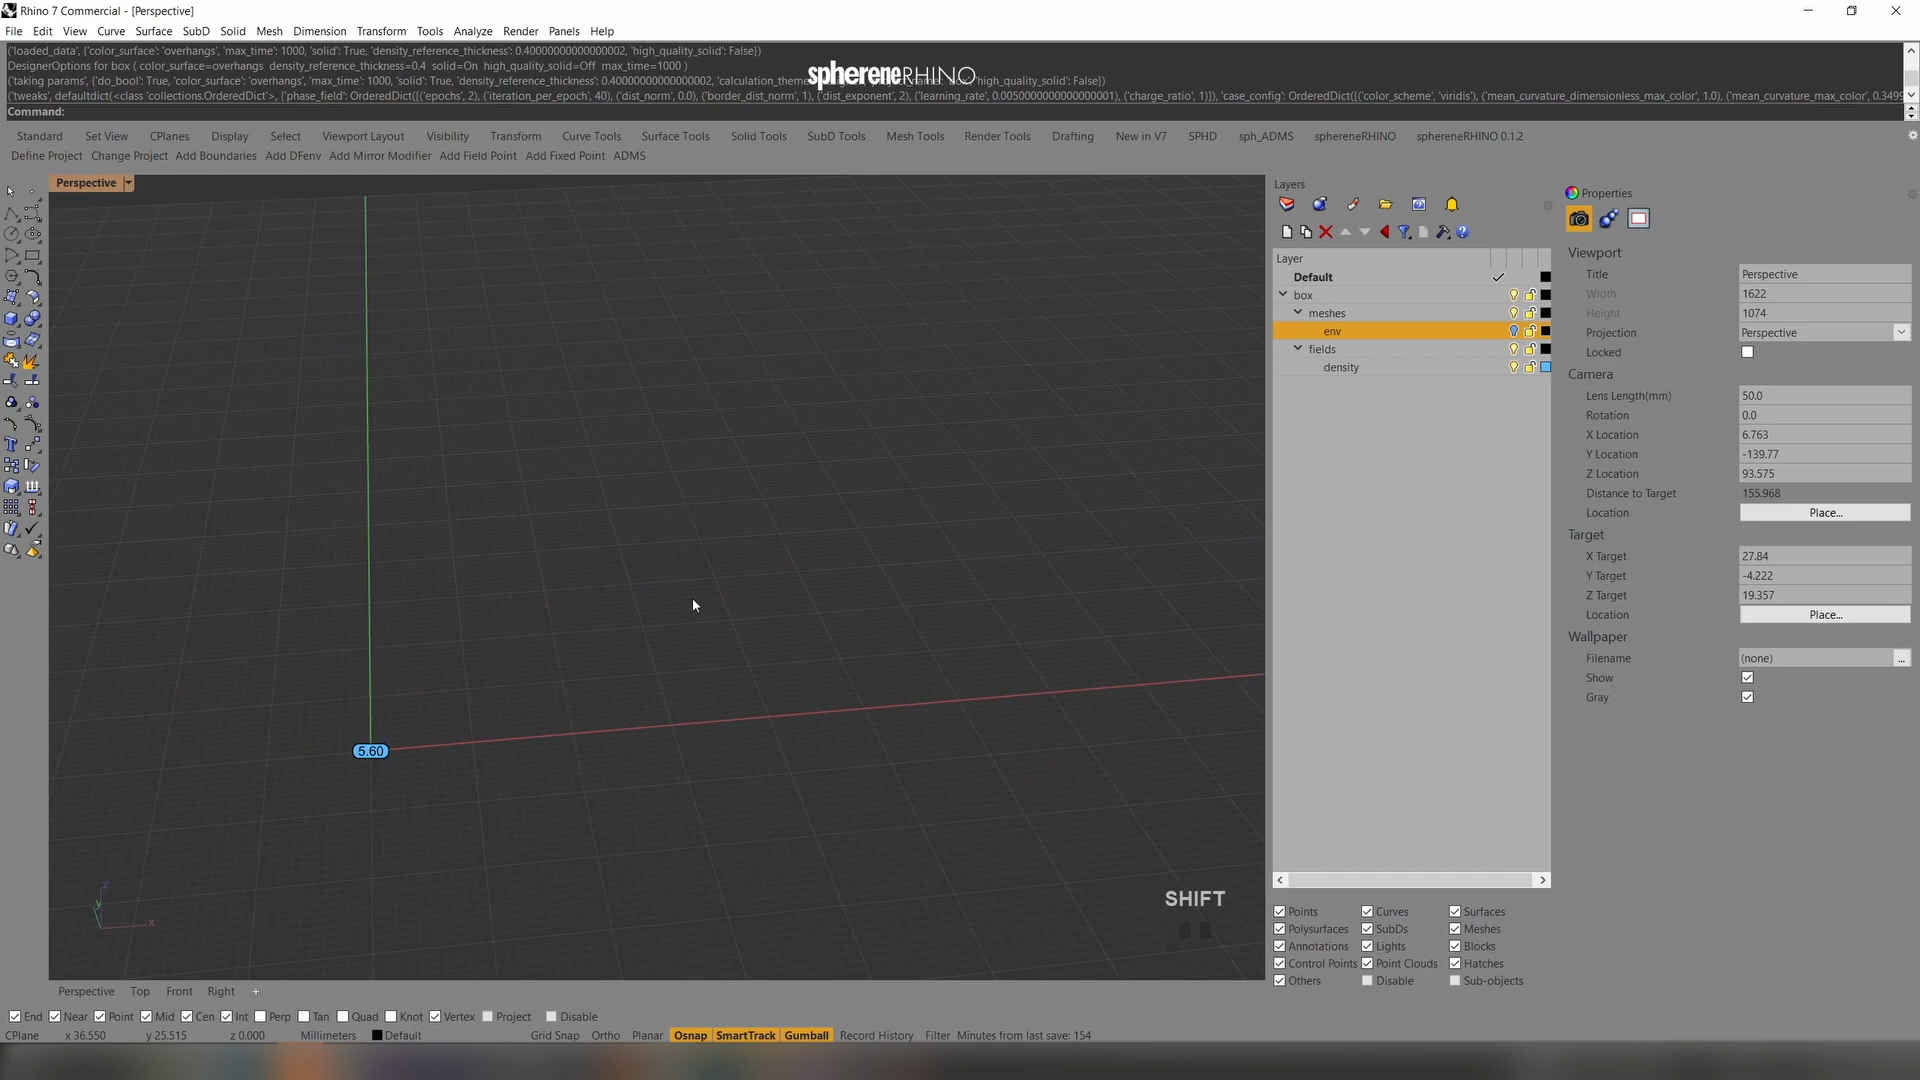 Rhino 7 Commercial - [Perspective]
File Edit View Curve Surface SubD Solid Mesh Dimension Transform Tools Analyze Render Panels Help
('loaded_data', {'color_surface': 'overhangs', 'max_time': 1000, 'solid': True, 'density_reference_thickness': 0.40000000000000002, 'high_quality_solid': False})
DesignerOptions for box ( color_surface=overhangs density_reference_thickness=0.4 solid=On high_quality_solid=Off max_time=1000 )
('taking params', {'do_bool': True, 'color_surface': 'overhangs', 'max_time': 1000, 'solid': True, 'density_reference_thickness': 0.40000000000000002, 'calculation_theme 'high_quality_solid': False})
sphereneRHINO
('tweaks', defaultdict(<class 'collections.OrderedDict'>, {'phase_field': OrderedDict([('epochs', 2), ('iteration_per_epoch', 40), ('dist_norm', 0.0), ('border_dist_norm', 1), ('dist_exponent', 2), ('learning_rate', 0.0050000000000000001), ('charge_ratio', 1)]), 'case_config': OrderedDict([('color_scheme', 'viridis'), ('mean_curvature_dimensionless_max_color', 1.0), ('mean_curvature_max_color', 0.3499
Command:
Standard Set View CPlanes Display Select Viewport Layout Visibility Transform Curve Tools Surface Tools Solid Tools SubD Tools Mesh Tools Render Tools Drafting New in V7 SPHD sph_ADMS sphereneRHINO sphereneRHINO 0.1.2
Define Project Change Project Add Boundaries Add DFenv Add Mirror Modifier Add Field Point Add Fixed Point ADMS
Perspective
5.60
z
y
x
SHIFT
Layers
Layer
Default
box
meshes
env
fields
density
Points Curves Surfaces
Polysurfaces SubDs Meshes
Annotations Lights Blocks
Control Points Point Clouds Hatches
Others Disable Sub-objects
Properties
Viewport
Title Perspective
Width 1622
Height 1074
Projection Perspective
Locked
Camera
Lens Length(mm) 50.0
Rotation 0.0
X Location 6.763
Y Location -139.77
Z Location 93.575
Distance to Target 155.968
Location Place...
Target
X Target 27.84
Y Target -4.222
Z Target 19.357
Location Place...
Wallpaper
Filename (none) ...
Show
Gray
Perspective Top Front Right
End Near Point Mid Cen Int Perp Tan Quad Knot Vertex Project Disable
CPlane x 36.550 y 25.515 z 0.000 Millimeters Default Grid Snap Ortho Planar Osnap SmartTrack Gumball Record History Filter Minutes from last save: 154